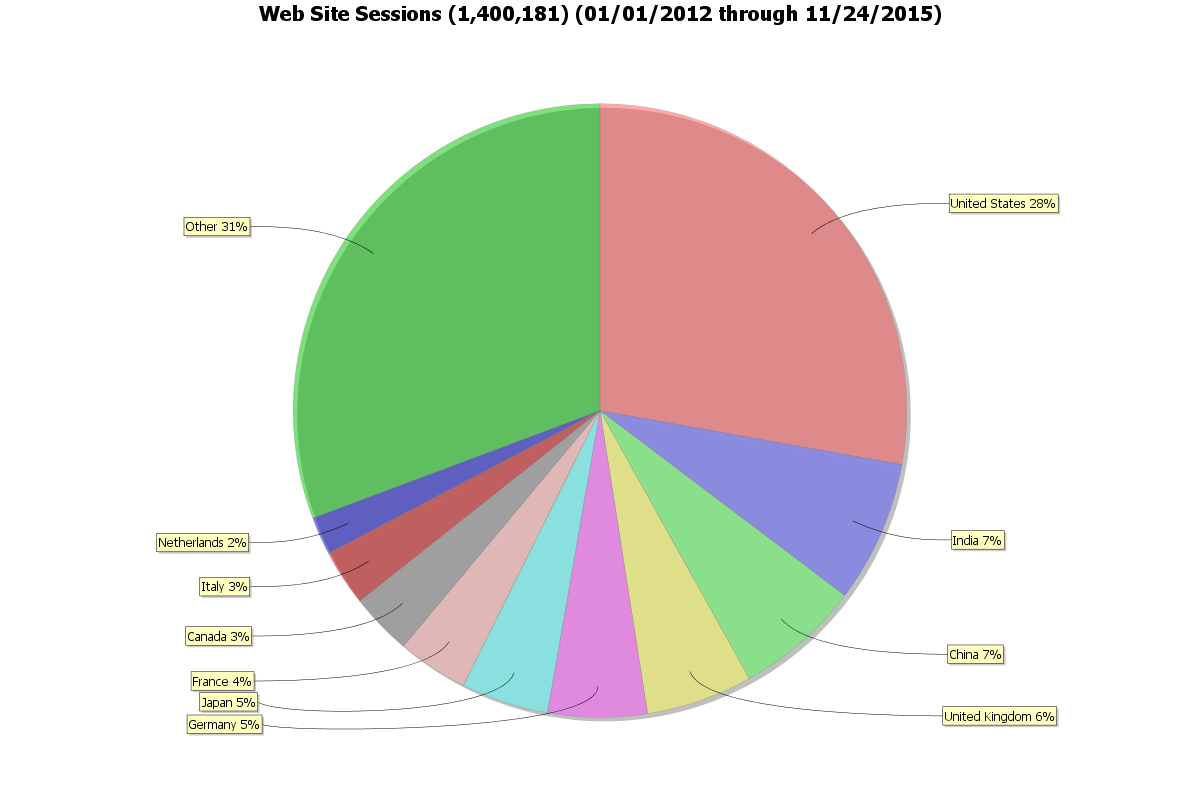 Web Site Sessions (1,400,181) (01/01/2012 through 11/24/2015)
United States 28%
India 7%
China 7%
United Kingdom 6%
Germany 5%
Japan 5%
France 4%
Canada 3%
Italy 3%
Netherlands 2%
Other 31%